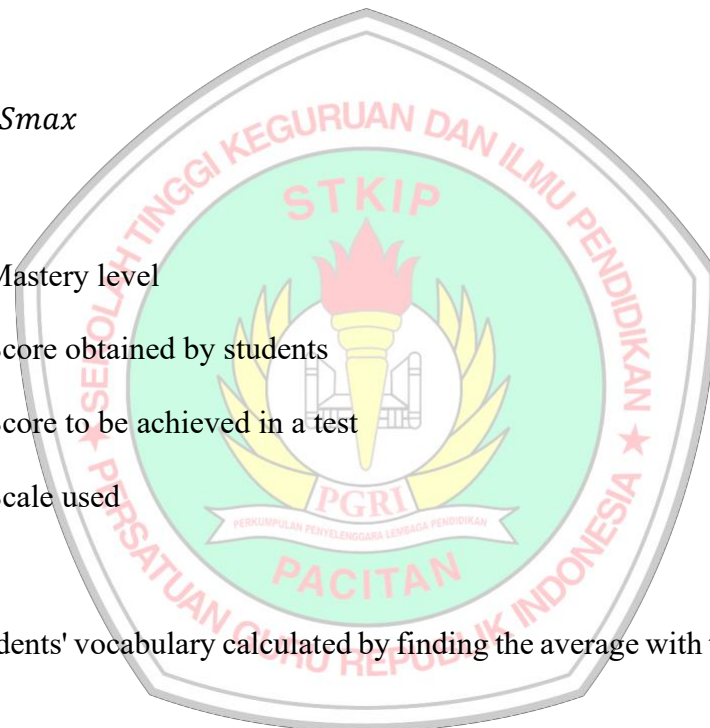 Smax
SEKOLAH TINGGI KEGURUAN DAN ILMU PENDIDIKAN
STKIP
Mastery level
Score obtained by students
Score to be achieved in a test
Scale used
PGRI
PERKUMPULAN PENYELENGGARA LEMBAGA PENDIDIKAN
PACITAN
dents' vocabulary calculated by finding the average with
PERSATUAN GURU REPUBLIK INDONESIA